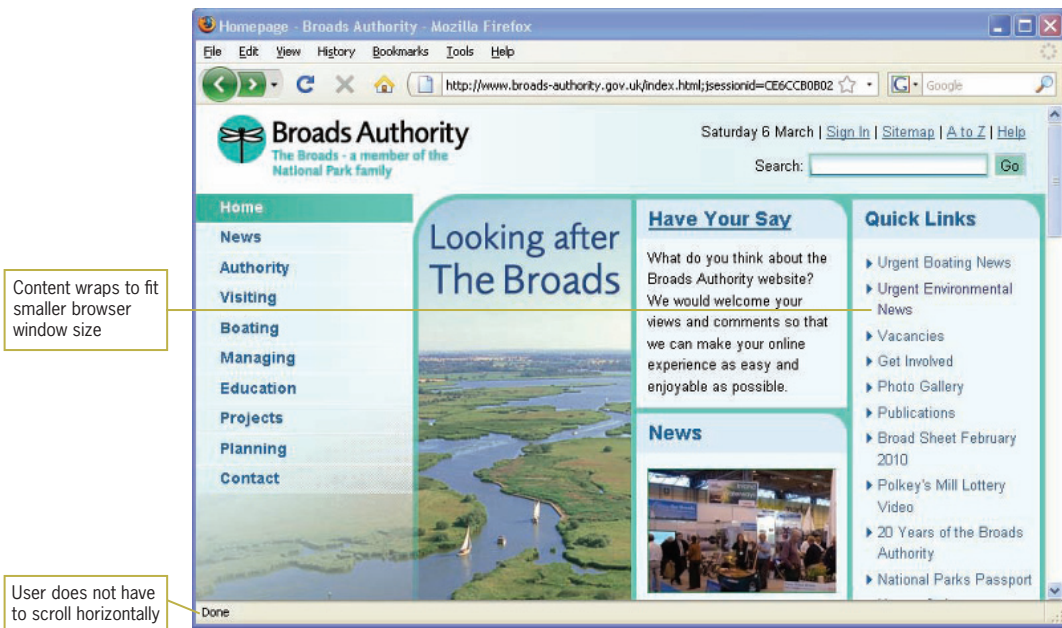 Homepage - Broads Authority - Mozilla Firefox
File Edit View History Bookmarks Tools Help
http://www.broads-authority.gov.uk/index.html;jsessionid=CE6CCB0B02
G Google
Broads Authority
The Broads - a member of the
National Park family
Saturday 6 March | Sign In | Sitemap | A to Z | Help
Search: Go
Home
News
Authority
Visiting
Boating
Managing
Education
Projects
Planning
Contact
Looking after
The Broads
Have Your Say
What do you think about the
Broads Authority website?
We would welcome your
views and comments so that
we can make your online
experience as easy and
enjoyable as possible.
News
Quick Links
Urgent Boating News
Urgent Environmental
News
Vacancies
Get Involved
Photo Gallery
Publications
Broad Sheet February
2010
Polkey's Mill Lottery
Video
20 Years of the Broads
Authority
National Parks Passport
Done
Content wraps to fit
smaller browser
window size
User does not have
to scroll horizontally